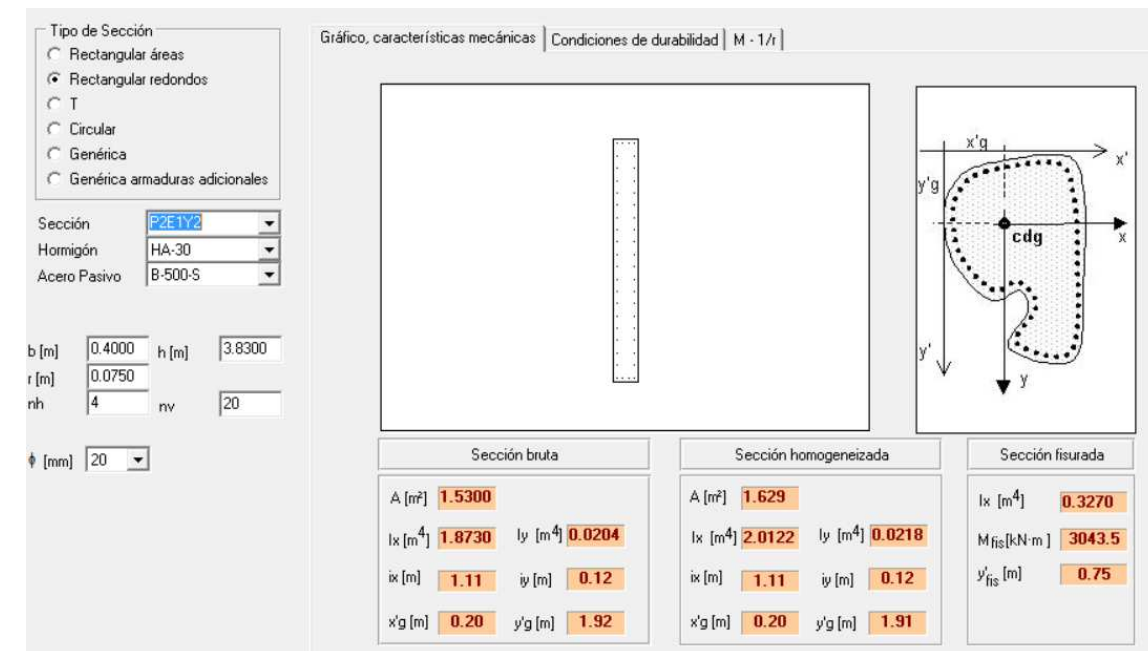 Tipo de Sección
Rectangular áreas
Rectangular redondos
T
Circular
Genérica
Genérica armaduras adicionales
Sección P2E1Y2
Hormigón HA-30
Acero Pasivo B-500-S
b [m] 0.4000 h [m] 3.8300
r [m] 0.0750
nh 4 nv 20
ϕ [mm] 20
Gráfico, características mecánicas Condiciones de durabilidad M - 1/r
x'g
x'
y'g
cdg
x
y'
y
Sección bruta
A [m²] 1.5300
Ix [m4] 1.8730 Iy [m4] 0.0204
ix [m] 1.11 iy [m] 0.12
x'g [m] 0.20 y'g [m] 1.92
Sección homogeneizada
A [m²] 1.629
Ix [m4] 2.0122 Iy [m4] 0.0218
ix [m] 1.11 iy [m] 0.12
x'g [m] 0.20 y'g [m] 1.91
Sección fisurada
Ix [m4] 0.3270
Mfis[kN·m ] 3043.5
y'fis [m] 0.75